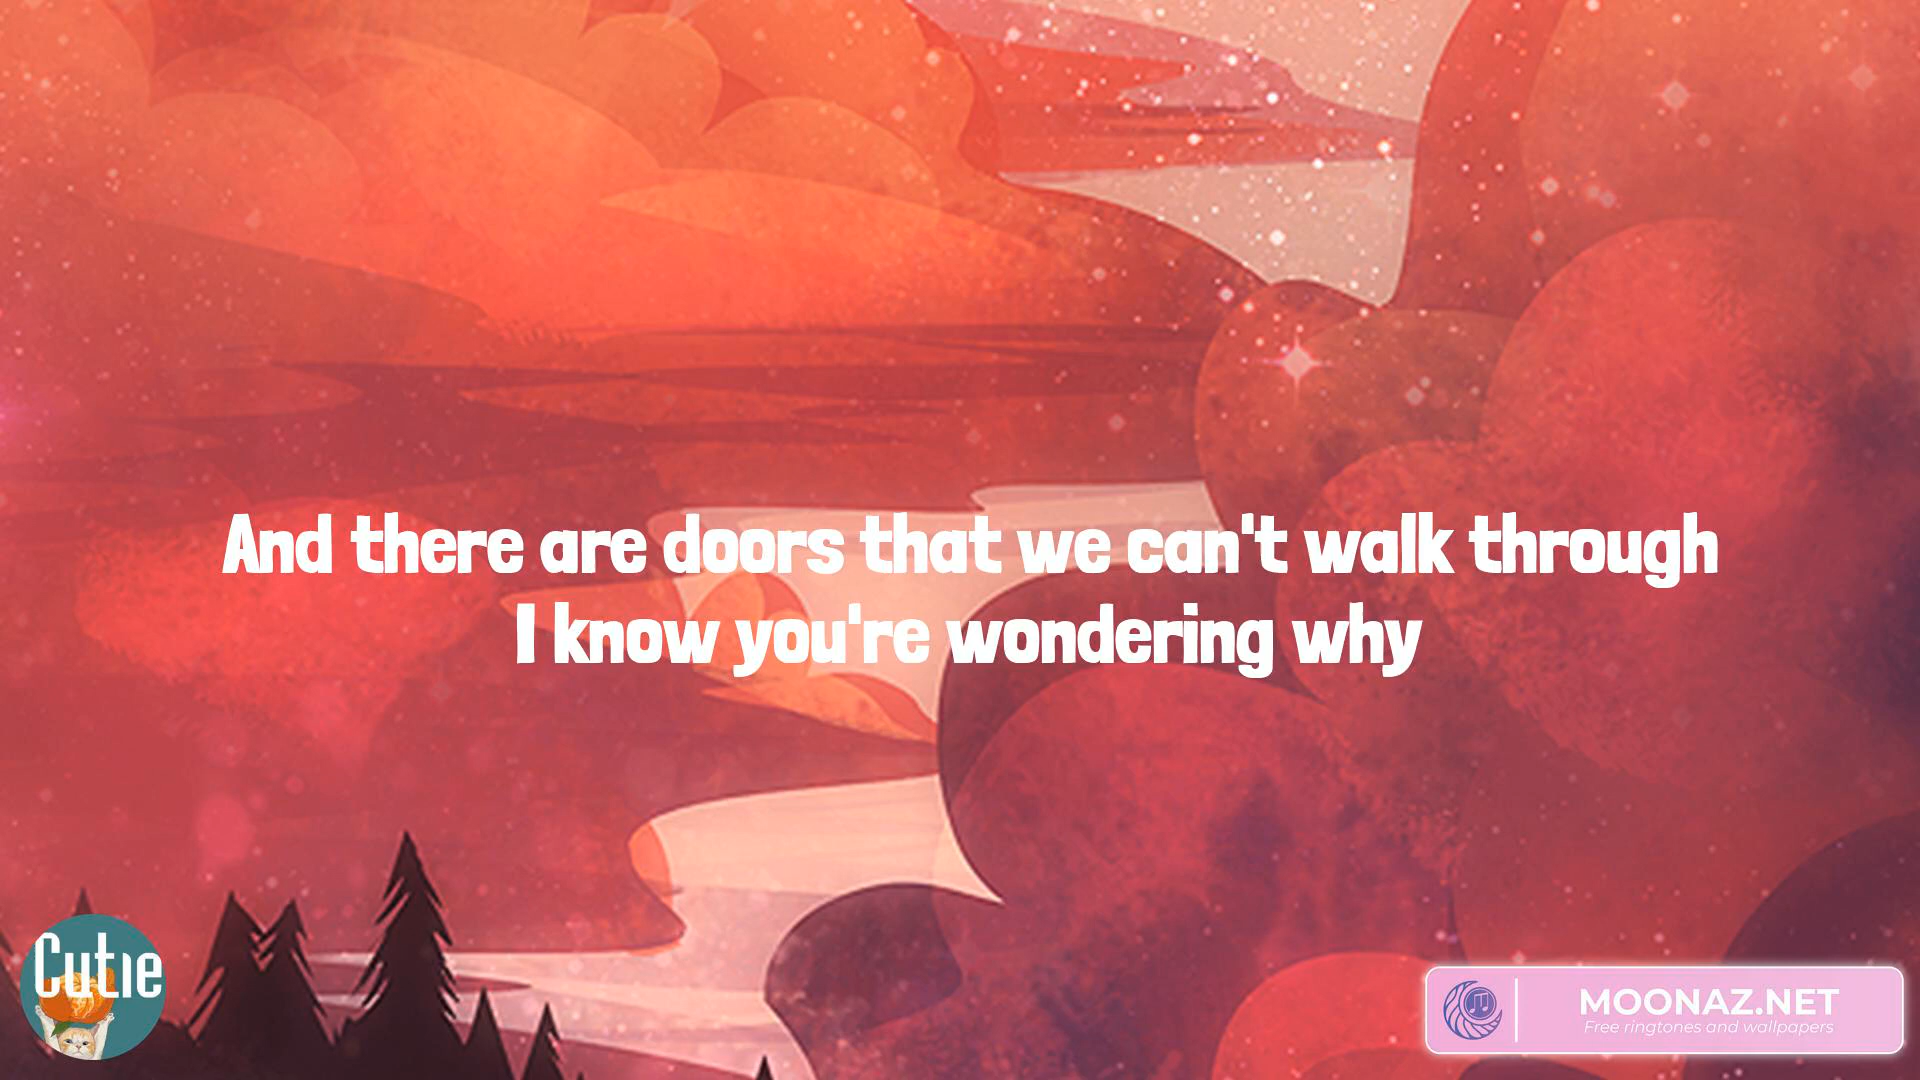 And there are doors that we can't walk through
I know you're wondering why
Cutie
MOONAZ.NET
Free ringtones and wallpapers